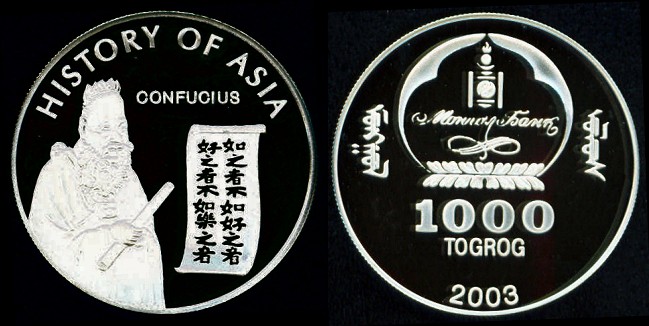 HISTORY OF ASIA
CONFUCIUS
如之者不如好之者
好之者不如樂之者
Монгол Банк
1000
TOGROG
2003